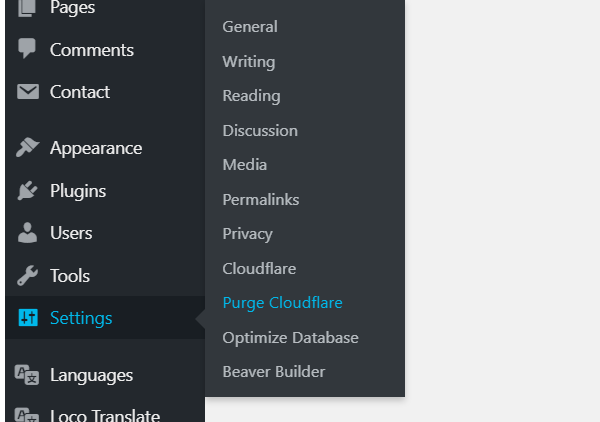 Pages
Comments
Contact
Appearance
Plugins
Users
Tools
Settings
Languages
Loco Translate
General
Writing
Reading
Discussion
Media
Permalinks
Privacy
Cloudflare
Purge Cloudflare
Optimize Database
Beaver Builder